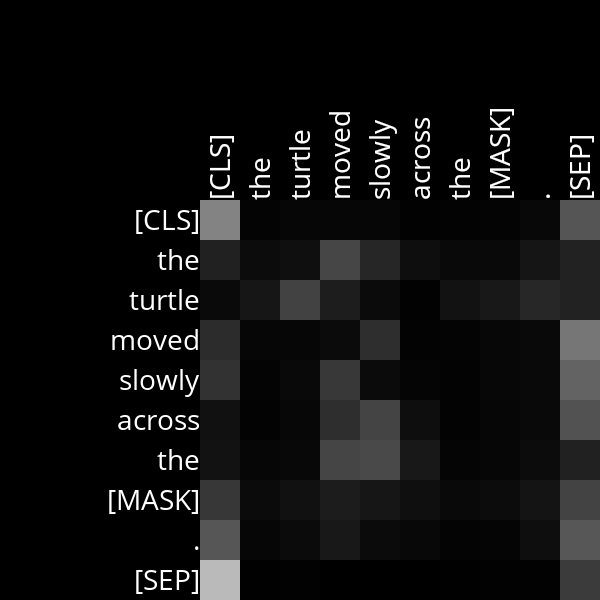 [CLS] the turtle moved slowly across the [MASK] . [SEP]
[CLS]
the
turtle
moved
slowly
across
the
[MASK]
.
[SEP]